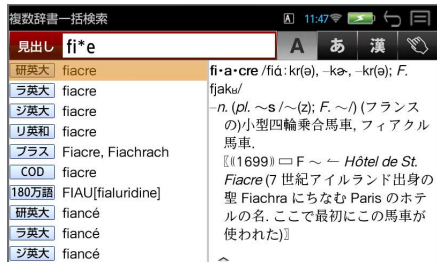 複数辞書一括検索 A 11:47
見出し fi*e A あ 漢
研英大 fiacre
ラ英大 fiacre
ジ英大 fiacre
リ英和 fiacre
プラス Fiacre, Fiachrach
COD fiacre
180万語 FIAU[fialuridine]
研英大 fiancé
ラ英大 fiancé
ジ英大 fiancé
fi・a・cre /fiá:kr(ə), –kɚ, –kr(ə); F.
fjakʁ/
–n. (pl. ～s /～(z); F. ～/) (フランス
の)小型四輪乗合馬車, フィアクル
馬車.
〖⦅1699⦆ ▭ F ～ ← Hôtel de St.
Fiacre (7 世紀アイルランド出身の
聖 Fiachra にちなむ Paris のホテ
ルの名. ここで最初にこの馬車が
使われた)〗